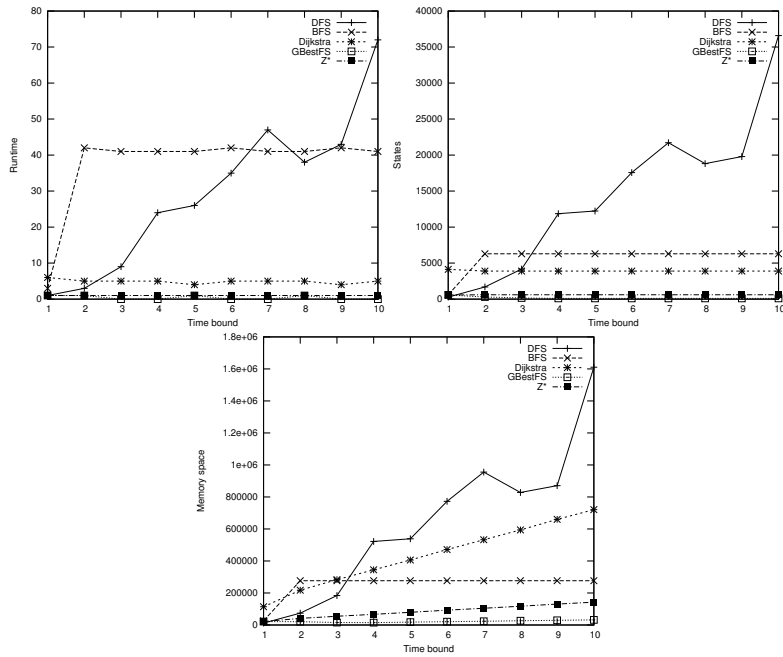 80
70
60
50
40
30
20
10
0
1 2 3 4 5 6 7 8 9 10
Runtime
Time bound
DFS
BFS
Dijkstra
GBestFS
Z*
40000
35000
30000
25000
20000
15000
10000
5000
0
1 2 3 4 5 6 7 8 9 10
States
Time bound
DFS
BFS
Dijkstra
GBestFS
Z*
1.8e+06
1.6e+06
1.4e+06
1.2e+06
1e+06
800000
600000
400000
200000
0
1 2 3 4 5 6 7 8 9 10
Memory space
Time bound
DFS
BFS
Dijkstra
GBestFS
Z*